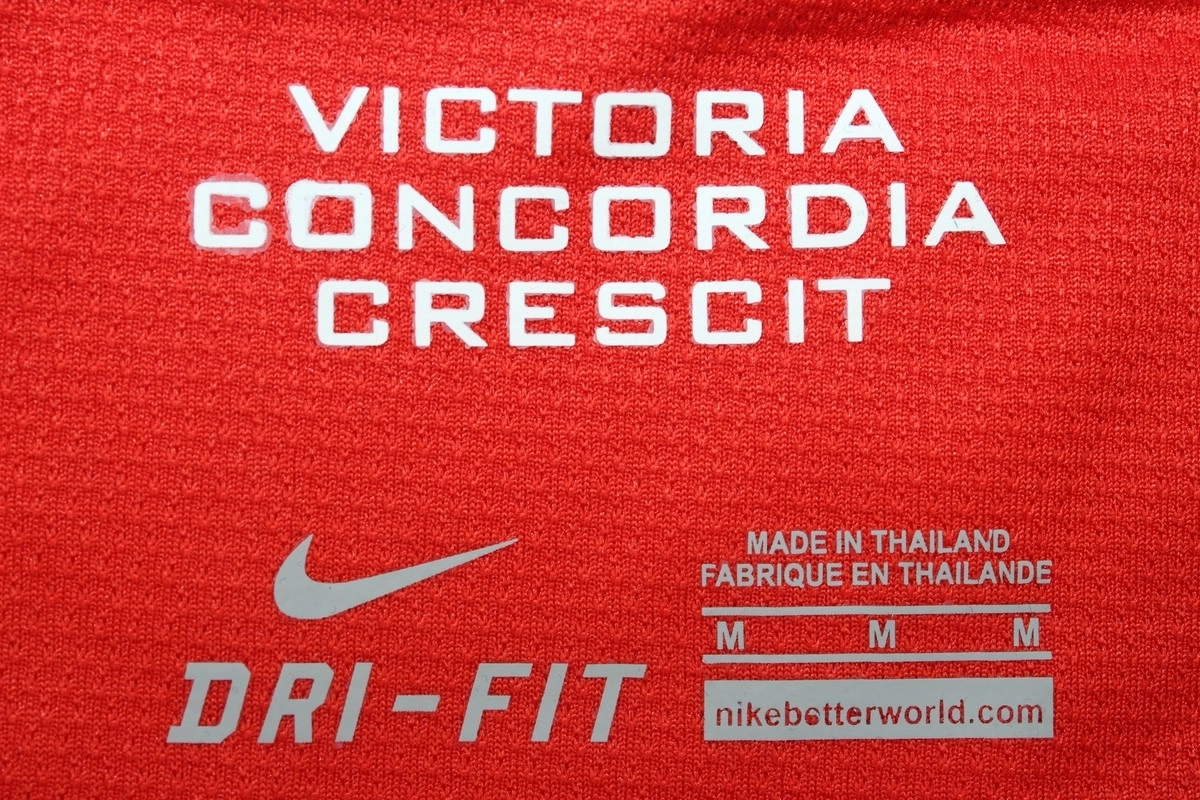 VICTORIA
CONCORDIA
CRESCIT
MADE IN THAILAND
FABRIQUE EN THAILANDE
M M M
DRI-FIT
nikebetterworld.com